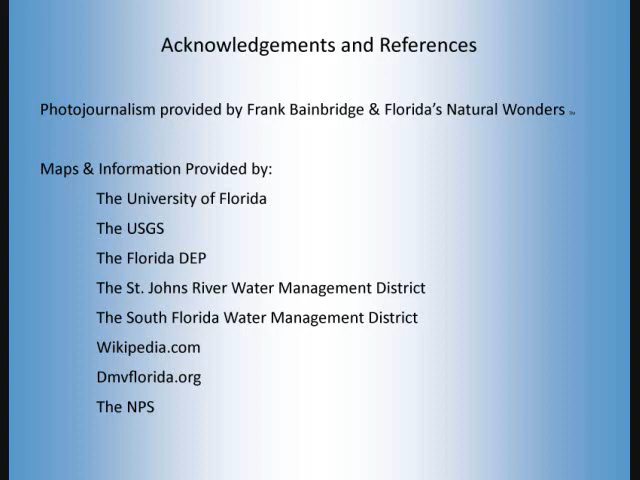 Acknowledgements and References
Photojournalism provided by Frank Bainbridge & Florida's Natural Wonders
Maps & Information Provided by:
The University of Florida
The USGS
The Florida DEP
The St. Johns River Water Management District
The South Florida Water Management District
Wikipedia.com
Dmvflorida.org
The NPS